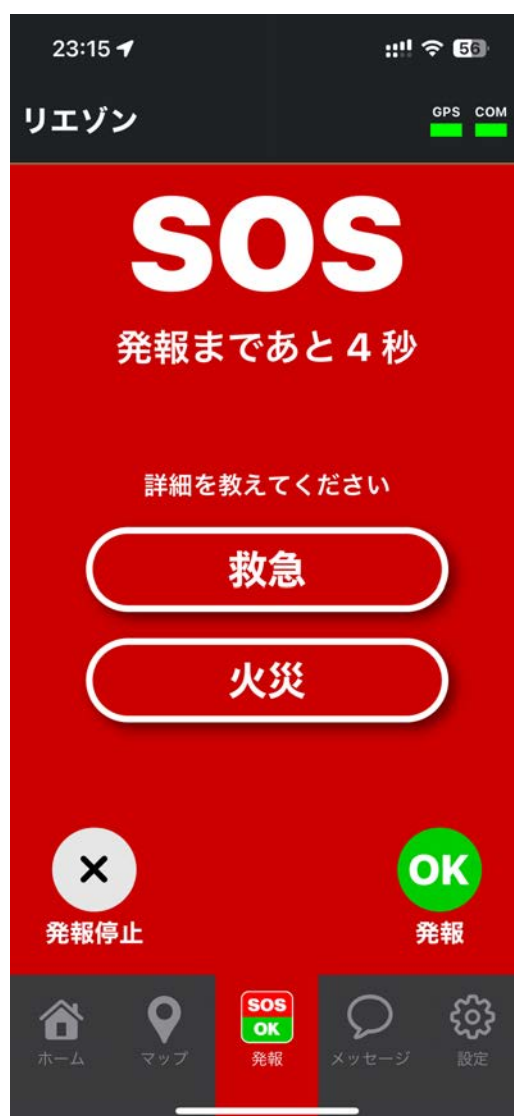 23:15
56
リエゾン
GPS COM
SOS
発報まであと 4 秒
詳細を教えてください
救急
火災
OK
発報停止
発報
SOS
OK
ホーム
マップ
発報
メッセージ
設定